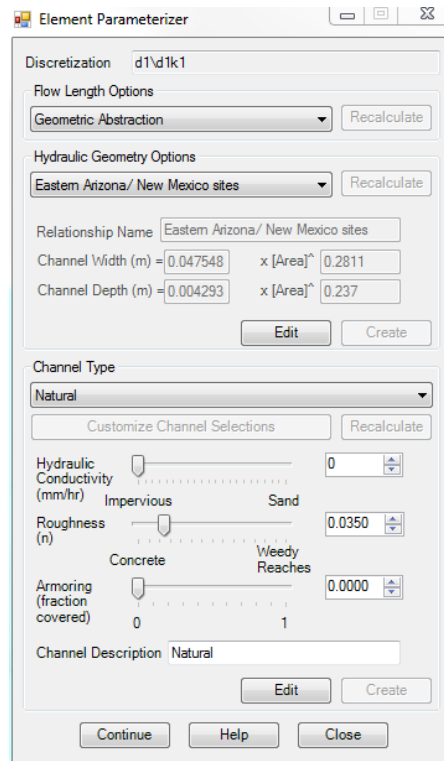 Element Parameterizer
Discretization d1\d1k1
Flow Length Options
Geometric Abstraction Recalculate
Hydraulic Geometry Options
Eastern Arizona/ New Mexico sites Recalculate
Relationship Name Eastern Arizona/ New Mexico sites
Channel Width (m) = 0.047548 x [Area]^ 0.2811
Channel Depth (m) = 0.004293 x [Area]^ 0.237
Edit Create
Channel Type
Natural
Customize Channel Selections Recalculate
Hydraulic 0
Conductivity
(mm/hr) Impervious Sand
Roughness 0.0350
(n)
Concrete Weedy
Reaches
Armoring 0.0000
(fraction
covered) 0 1
Channel Description Natural
Edit Create
Continue Help Close